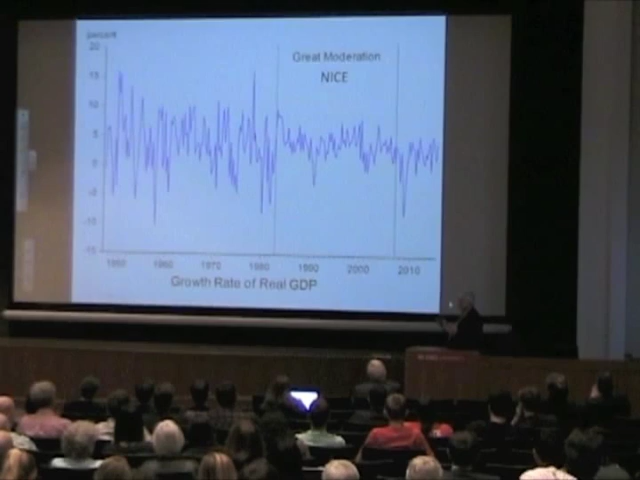 percent
20
Great Moderation
NICE
15
10
5
0
-5
-10
-15
1950 1960 1970 1980 1990 2000 2010
Growth Rate of Real GDP